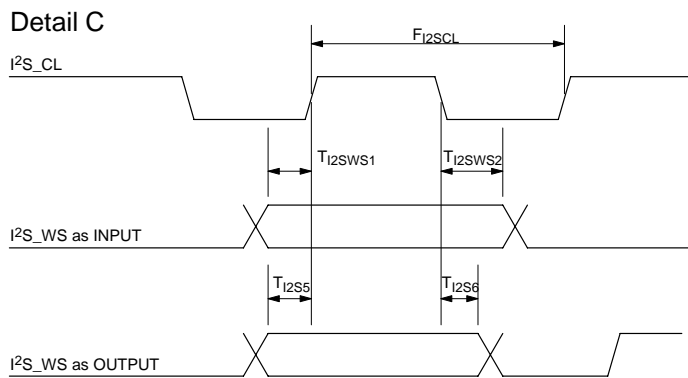 Detail C
F_I2SCL
I²S_CL
T_I2SWS1
T_I2SWS2
I²S_WS as INPUT
T_I2S5
T_I2S6
I²S_WS as OUTPUT